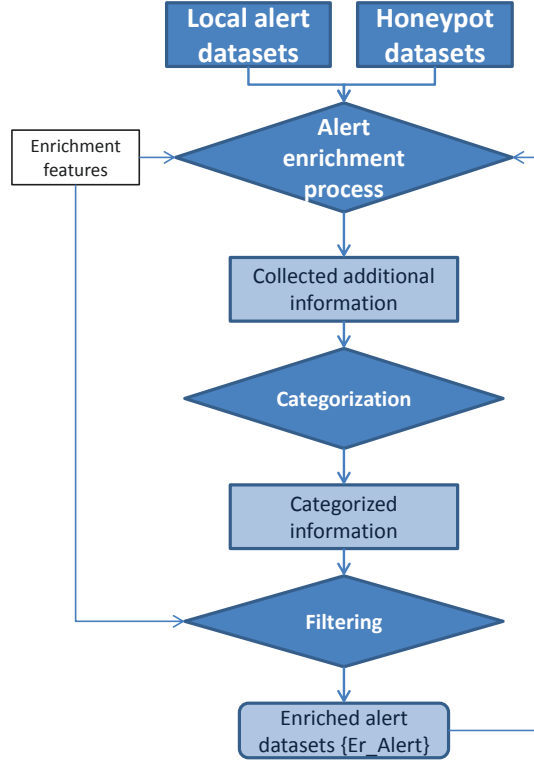 Local alert
datasets
Honeypot
datasets
Alert
enrichment
process
Enrichment
features
Collected additional
information
Categorization
Categorized
information
Filtering
Enriched alert
datasets {Er_Alert}